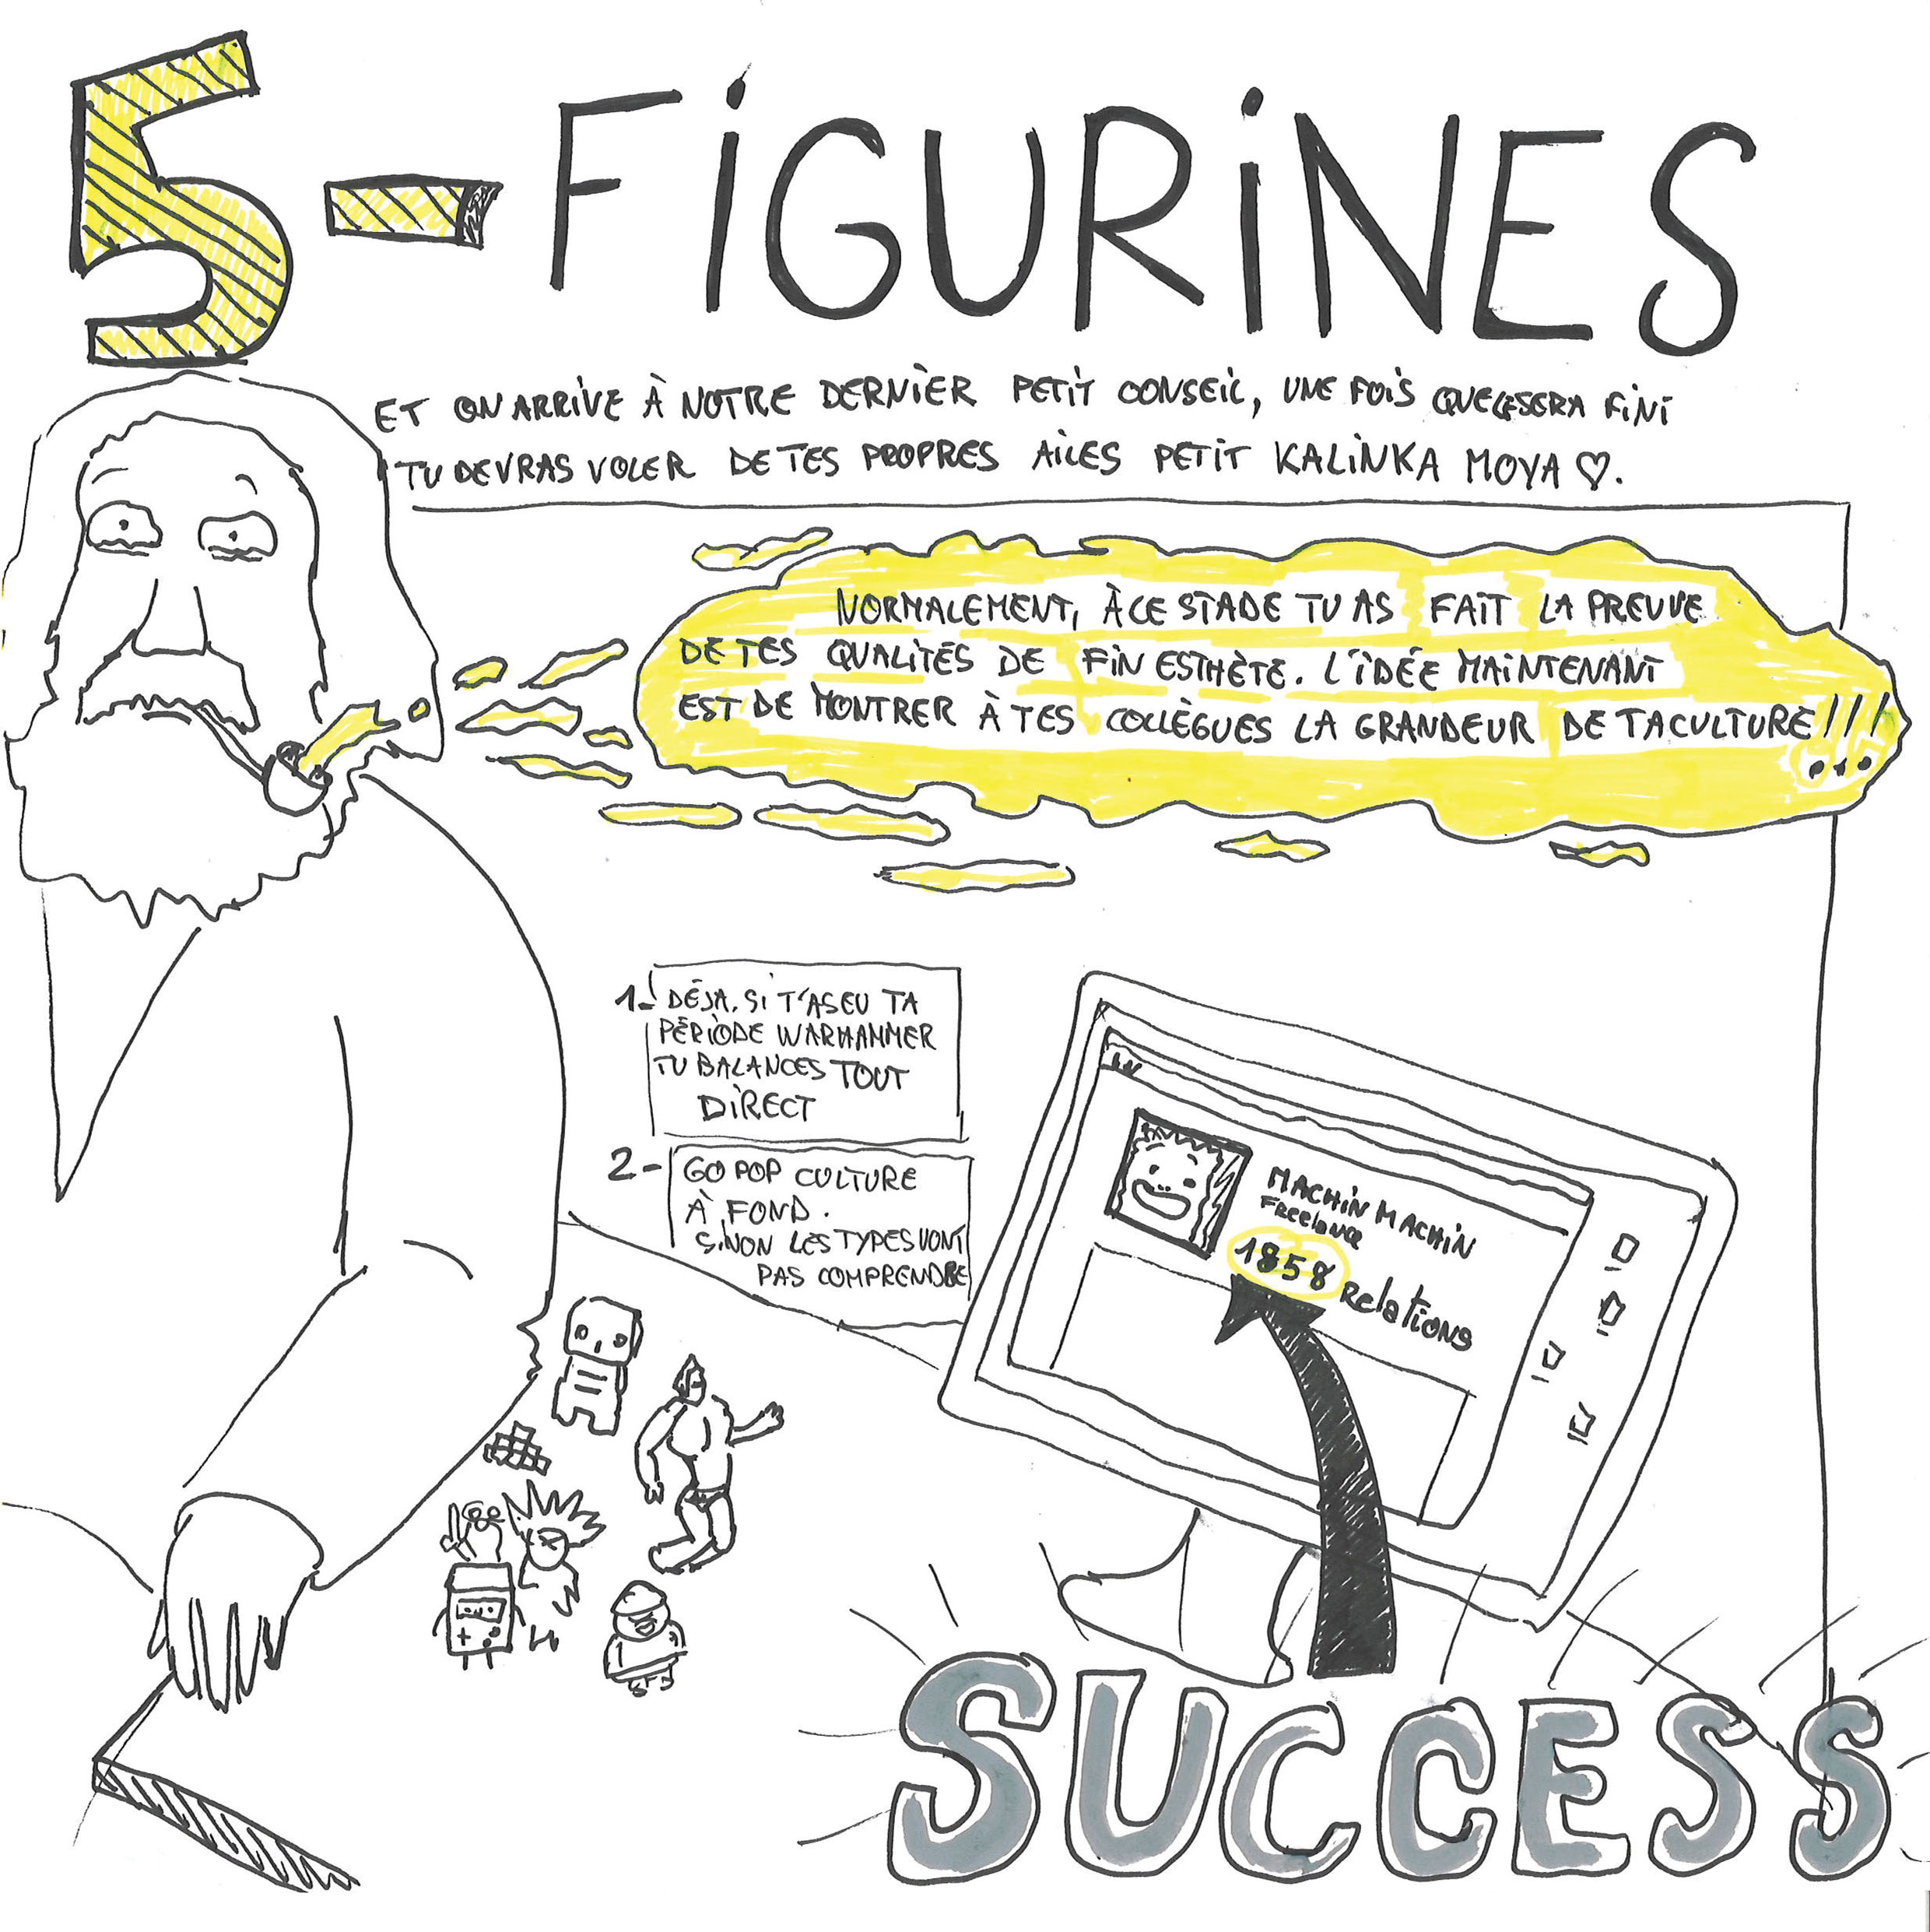 5 - FiGURiNES
ET ON ARRiVE À NOTRE DERNiER PETiT CONSEiL, UNE FOiS QUE CE SERA FiNi
TU DEVRAS VOLER DE TES PROPRES AiLES PETiT KALiNKA MOYA ♡.
NORMALEMENT, À CE STADE TU AS FAiT LA PREUVE
DE TES QUALiTÉS DE FiN ESTHÈTE. L'iDÉE MAiNTENANT
EST DE MONTRER À TES COLLÈGUES LA GRANDEUR DE TA CULTURE!!!
1- DÉJA, Si T'AS EU TA
PÉRiODE WARHAMMER
TU BALANCES TOUT
DiRECT
2- GO POP CULTURE
À FOND.
SiNON LES TYPES VONT
PAS COMPRENDRE
MACHiN MACHiN
Freelance
1858 Relations
SUCCESS